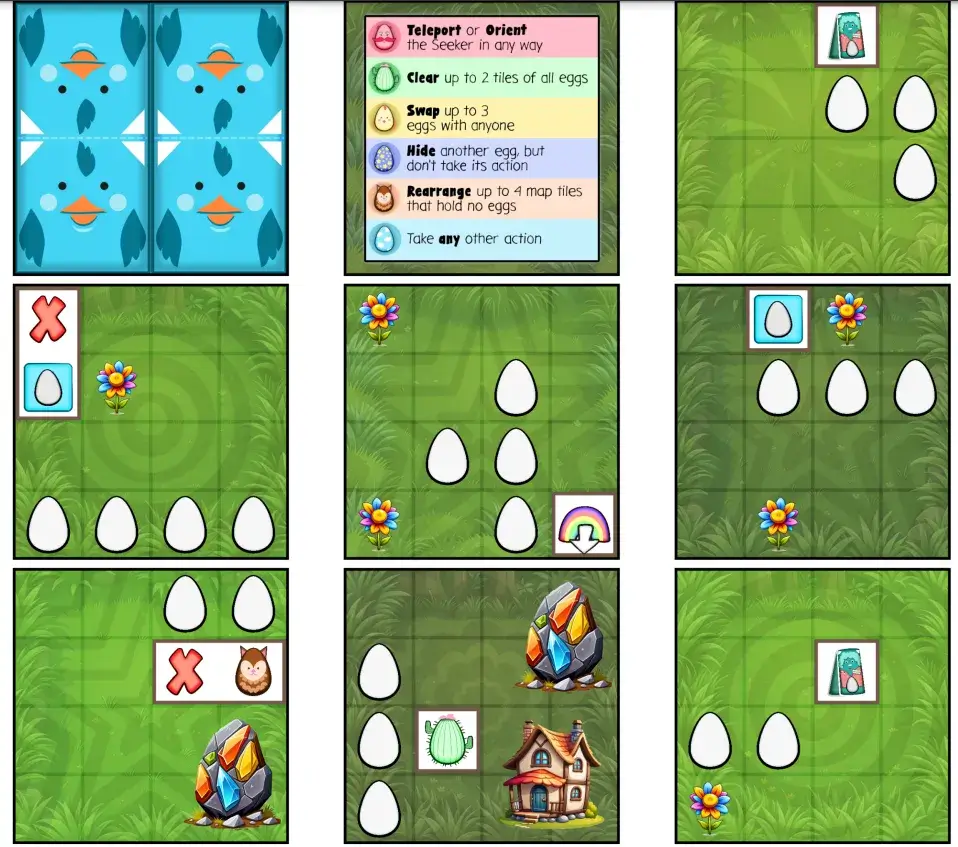 Teleport or Orient
the Seeker in any way
Clear up to 2 tiles of all eggs
Swap up to 3
eggs with anyone
Hide another egg, but
don't take its action
Rearrange up to 4 map tiles
that hold no eggs
Take any other action